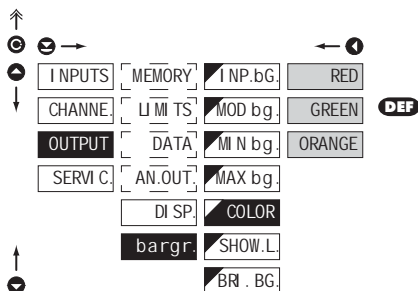 INPUTS MEMORY INP.bG. RED
CHANNE. LIMITS MOD bg. GREEN DEF
OUTPUT DATA MIN bg. ORANGE
SERVIC. AN.OUT. MAX bg.
DISP. COLOR
bargr. SHOW.L.
BRI. BG.